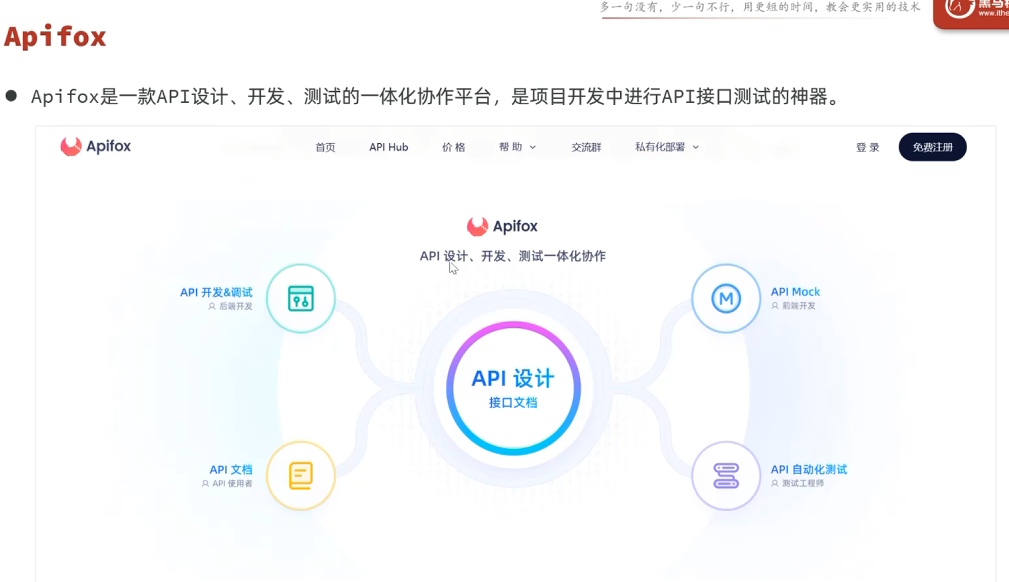 多一句没有，少一句不行，用更短的时间，教会更实用的技术
Apifox
● Apifox是一款API设计、开发、测试的一体化协作平台，是项目开发中进行API接口测试的神器。
Apifox 首页 API Hub 价格 帮助 交流群 私有化部署 登录 免费注册
Apifox
API 设计、开发、测试一体化协作
API 开发&调试
后端开发
API Mock
前端开发
API 设计
接口文档
API 文档
API 使用者
API 自动化测试
测试工程师